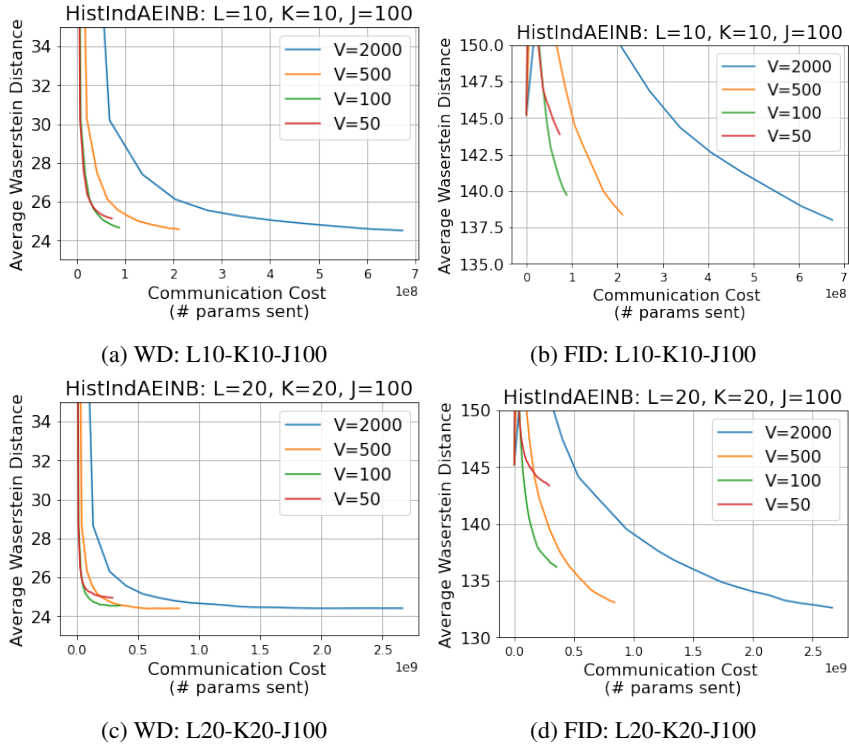 HistIndAEINB: L=10, K=10, J=100
34
32
30
28
26
24
Average Waserstein Distance
V=2000
V=500
V=100
V=50
0 1 2 3 4 5 6 7
1e8
Communication Cost
(# params sent)
(a) WD: L10-K10-J100
HistIndAEINB: L=10, K=10, J=100
150.0
147.5
145.0
142.5
140.0
137.5
135.0
Average Waserstein Distance
V=2000
V=500
V=100
V=50
0 1 2 3 4 5 6 7
1e8
Communication Cost
(# params sent)
(b) FID: L10-K10-J100
HistIndAEINB: L=20, K=20, J=100
34
32
30
28
26
24
Average Waserstein Distance
V=2000
V=500
V=100
V=50
0.0 0.5 1.0 1.5 2.0 2.5
1e9
Communication Cost
(# params sent)
(c) WD: L20-K20-J100
HistIndAEINB: L=20, K=20, J=100
150
145
140
135
130
Average Waserstein Distance
V=2000
V=500
V=100
V=50
0.0 0.5 1.0 1.5 2.0 2.5
1e9
Communication Cost
(# params sent)
(d) FID: L20-K20-J100